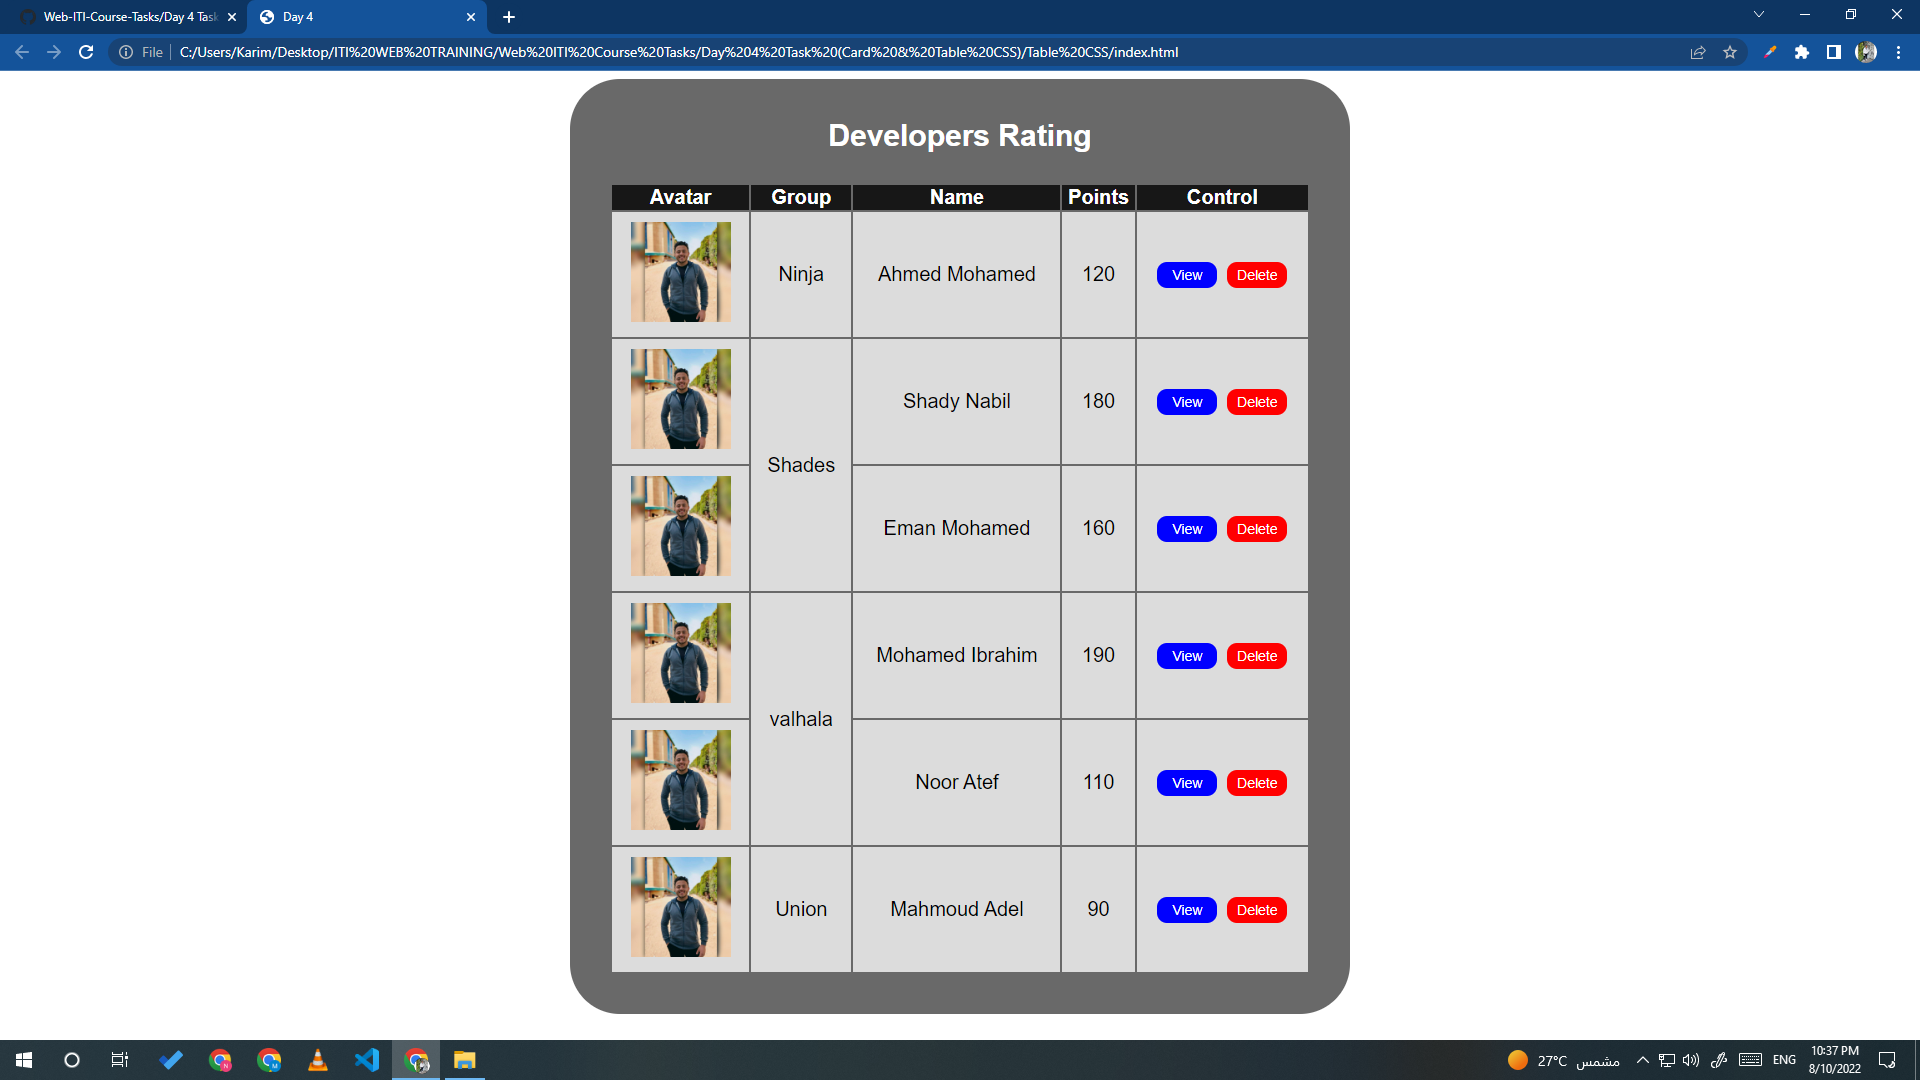 Web-ITI-Course-Tasks/Day 4 Task
Day 4
File
C:/Users/Karim/Desktop/ITI%20WEB%20TRAINING/Web%20ITI%20Course%20Tasks/Day%204%20Task%20(Card%20&%20Table%20CSS)/Table%20CSS/index.html
Developers Rating
Avatar Group Name Points Control
Ninja Ahmed Mohamed 120 View Delete
Shady Nabil 180 View Delete
Shades
Eman Mohamed 160 View Delete
Mohamed Ibrahim 190 View Delete
valhala
Noor Atef 110 View Delete
Union Mahmoud Adel 90 View Delete
27°C مشمس ENG
10:37 PM
8/10/2022